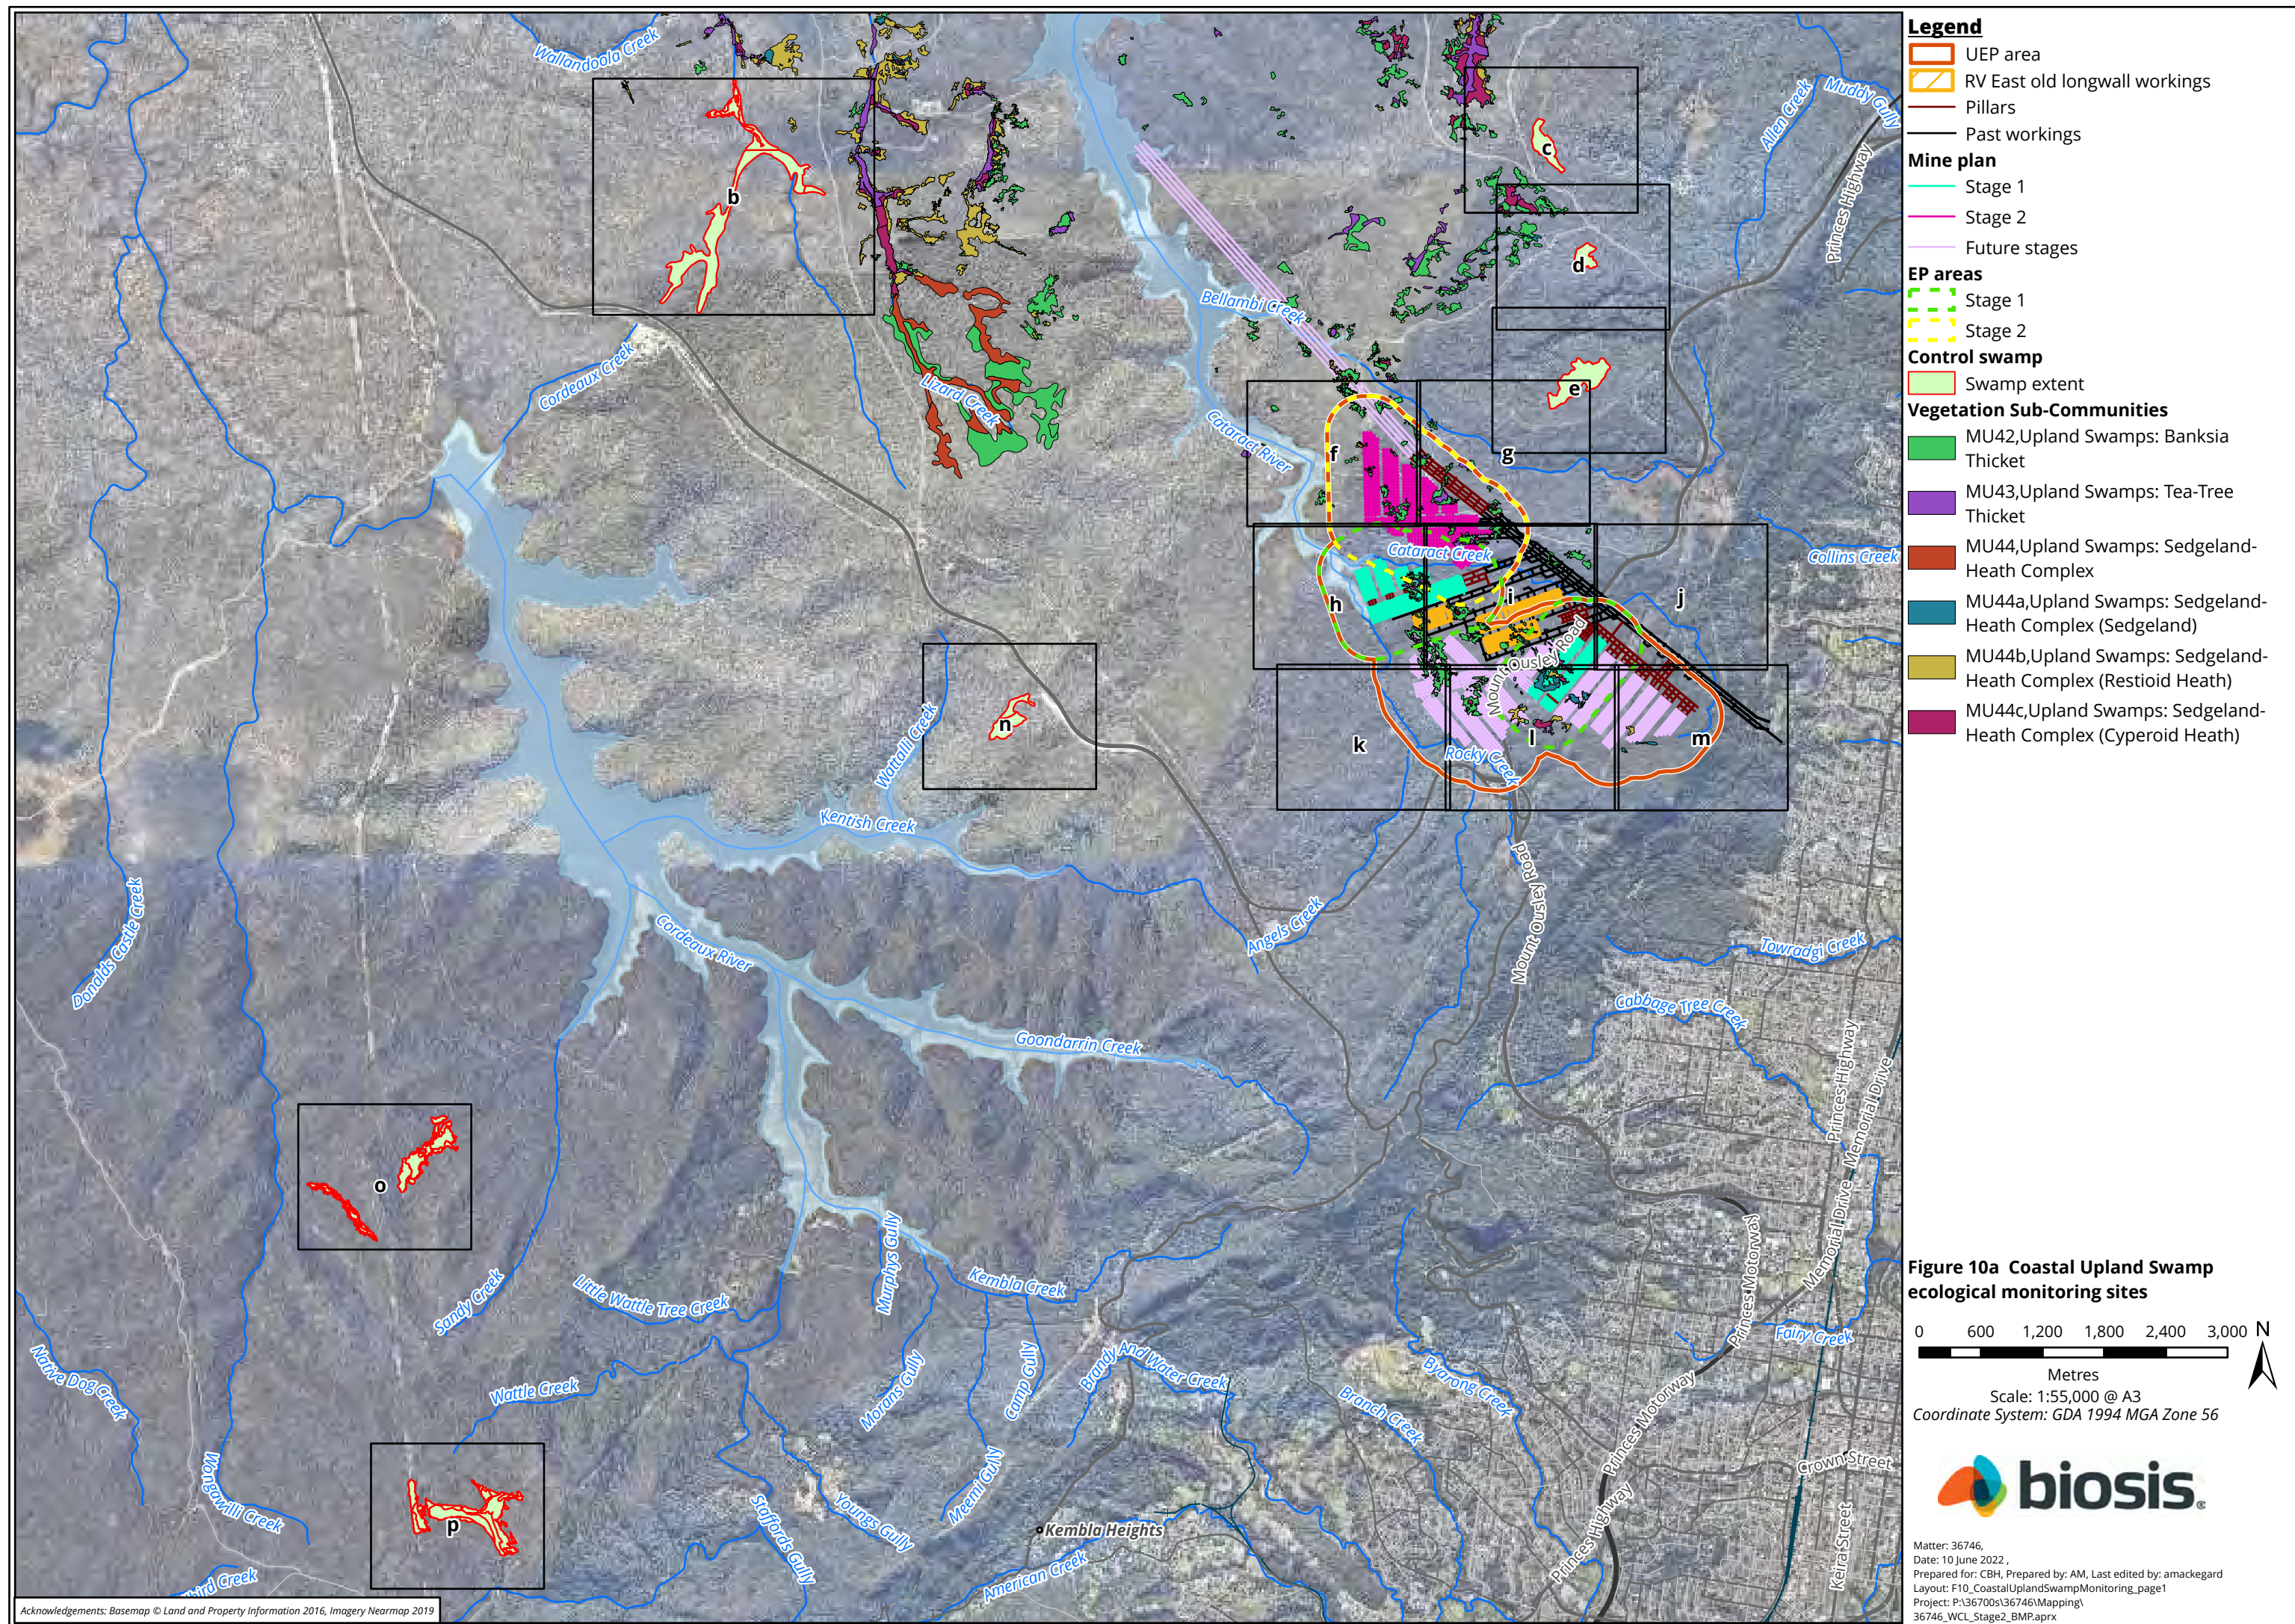 Legend
UEP area
RV East old longwall workings
Pillars
Past workings
Mine plan
Stage 1
Stage 2
Future stages
EP areas
Stage 1
Stage 2
Control swamp
Swamp extent
Vegetation Sub-Communities
MU42,Upland Swamps: Banksia
Thicket
MU43,Upland Swamps: Tea-Tree
Thicket
MU44,Upland Swamps: Sedgeland-
Heath Complex
MU44a,Upland Swamps: Sedgeland-
Heath Complex (Sedgeland)
MU44b,Upland Swamps: Sedgeland-
Heath Complex (Restioid Heath)
MU44c,Upland Swamps: Sedgeland-
Heath Complex (Cyperoid Heath)
Figure 10a Coastal Upland Swamp
ecological monitoring sites
0 600 1,200 1,800 2,400 3,000
N
Metres
Scale: 1:55,000 @ A3
Coordinate System: GDA 1994 MGA Zone 56
biosis®
Matter: 36746,
Date: 10 June 2022 ,
Prepared for: CBH, Prepared by: AM, Last edited by: amackegard
Layout: F10_CoastalUplandSwampMonitoring_page1
Project: P:\36700s\36746\Mapping\
36746_WCL_Stage2_BMP.aprx
Wallandoola Creek
Allen Creek
Muddy Gully
Princes Highway
b
c
d
e
Bellambi Creek
Cordeaux Creek
Lizard Creek
Cataract River
f
g
Cataract Creek
Collins Creek
h
i
j
Mount Ousley Road
n
Wattalli Creek
k
l
m
Rocky Creek
Kentish Creek
Mount Ousley Road
Donalds Castle Creek
Cordeaux River
Angels Creek
Towradgi Creek
Cabbage Tree Creek
Goondarrin Creek
Princes Highway
Memorial Drive
Memorial Drive
o
Murphys Gully
Kembla Creek
Princes Motorway
Sandy Creek
Little Wattle Tree Creek
Princes Motorway
Fairy Creek
Native Dog Creek
Wattle Creek
Morans Gully
Camp Gully
Brandy And Water Creek
Byarong Creek
Branch Creek
Princes Motorway
Crown Street
Wongawilli Creek
p
Staffords Gully
Youngs Gully
Meemi Gully
Kembla Heights
Princes Highway
Keira Street
American Creek
Acknowledgements: Basemap © Land and Property Information 2016, Imagery Nearmap 2019